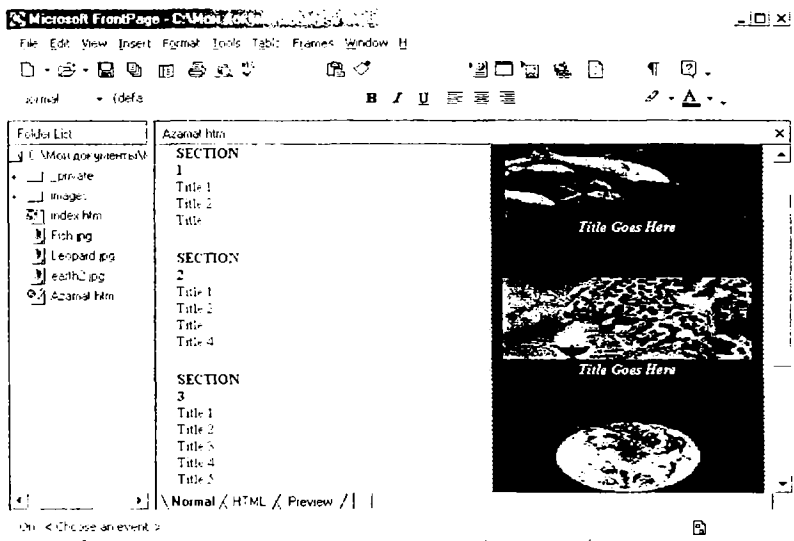 Microsoft FrontPage - C:\Мои
File Edit View Insert Format Tools Table Frames Window H
(defa
B I U A
Folder List
Azamat htm
C:\Мои документы\
_private
images
index.htm
Fish.jpg
Leopard.jpg
earth2.jpg
Azamat.htm
SECTION
1
Title 1
Title 2
Title
SECTION
2
Title 1
Title 2
Title
Title 4
SECTION
3
Title 1
Title 2
Title 3
Title 4
Title 5
Title Goes Here
Title Goes Here
Normal HTML Preview
On: < Choose an event >